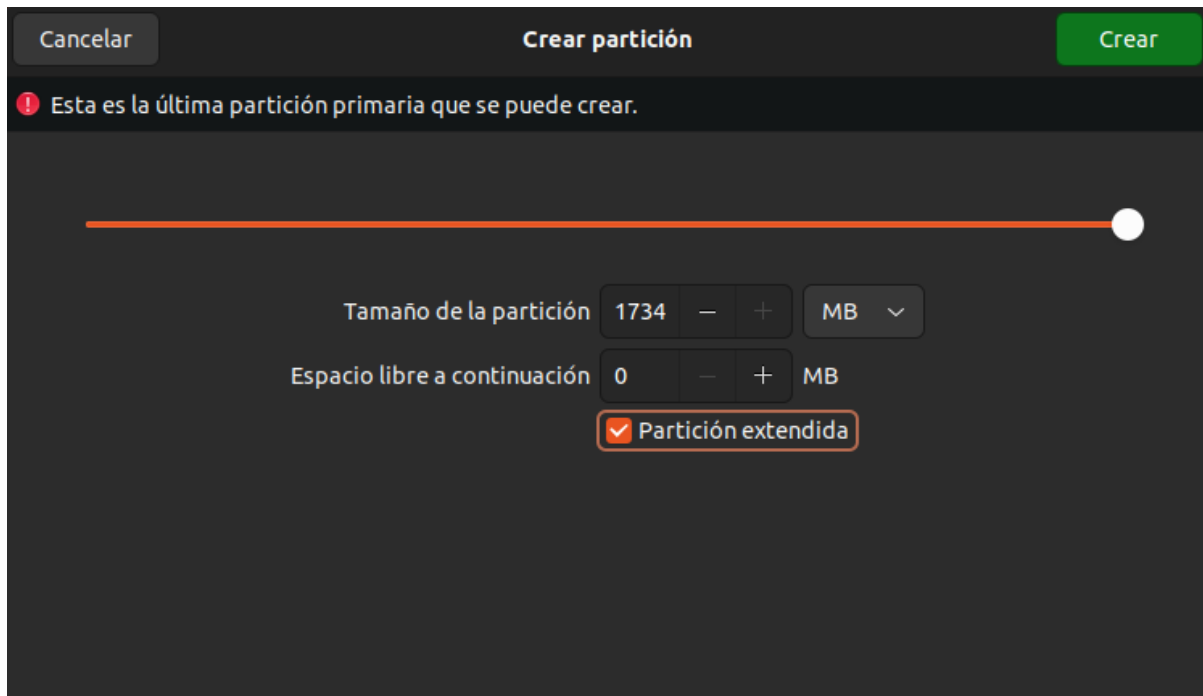 Cancelar
Crear partición
Crear
Esta es la última partición primaria que se puede crear.
Tamaño de la partición 1734 − + MB
Espacio libre a continuación 0 − + MB
Partición extendida